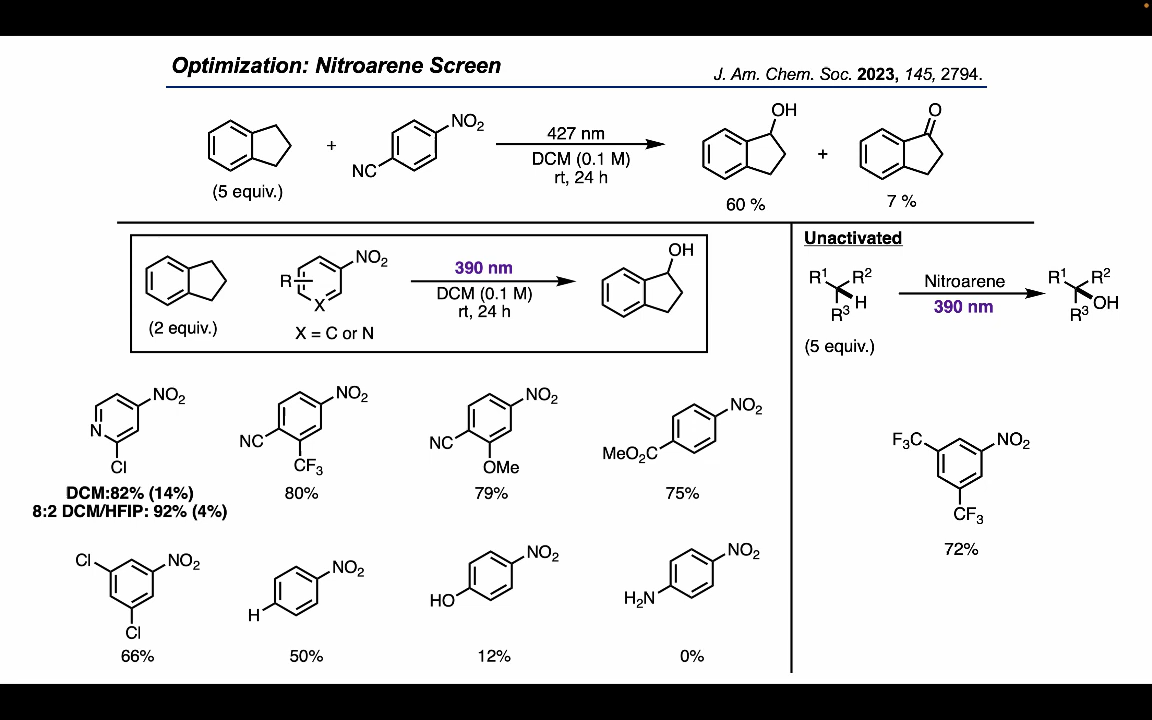 Optimization: Nitroarene Screen
J. Am. Chem. Soc. 2023, 145, 2794.
(5 equiv.)
+
NC
NO2
427 nm
DCM (0.1 M)
rt, 24 h
OH
60 %
+
O
7 %
(2 equiv.)
R
X
NO2
X = C or N
390 nm
DCM (0.1 M)
rt, 24 h
OH
Unactivated
R1 R2
H
R3
(5 equiv.)
Nitroarene
390 nm
R1 R2
OH
R3
NO2
N
Cl
DCM:82% (14%)
8:2 DCM/HFIP: 92% (4%)
NO2
NC
CF3
80%
NO2
NC
OMe
79%
NO2
MeO2C
75%
F3C
NO2
CF3
72%
Cl
NO2
Cl
66%
NO2
H
50%
NO2
HO
12%
NO2
H2N
0%